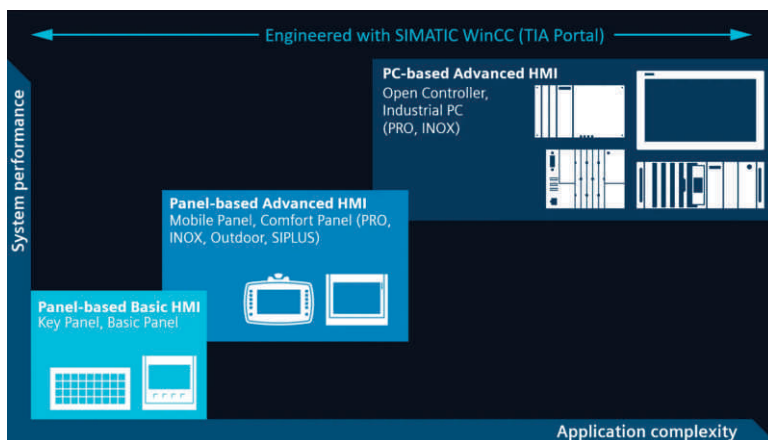 Engineered with SIMATIC WinCC (TIA Portal)
System performance
PC-based Advanced HMI
Open Controller,
Industrial PC
(PRO, INOX)
Panel-based Advanced HMI
Mobile Panel, Comfort Panel (PRO,
INOX, Outdoor, SIPLUS)
Panel-based Basic HMI
Key Panel, Basic Panel
Application complexity